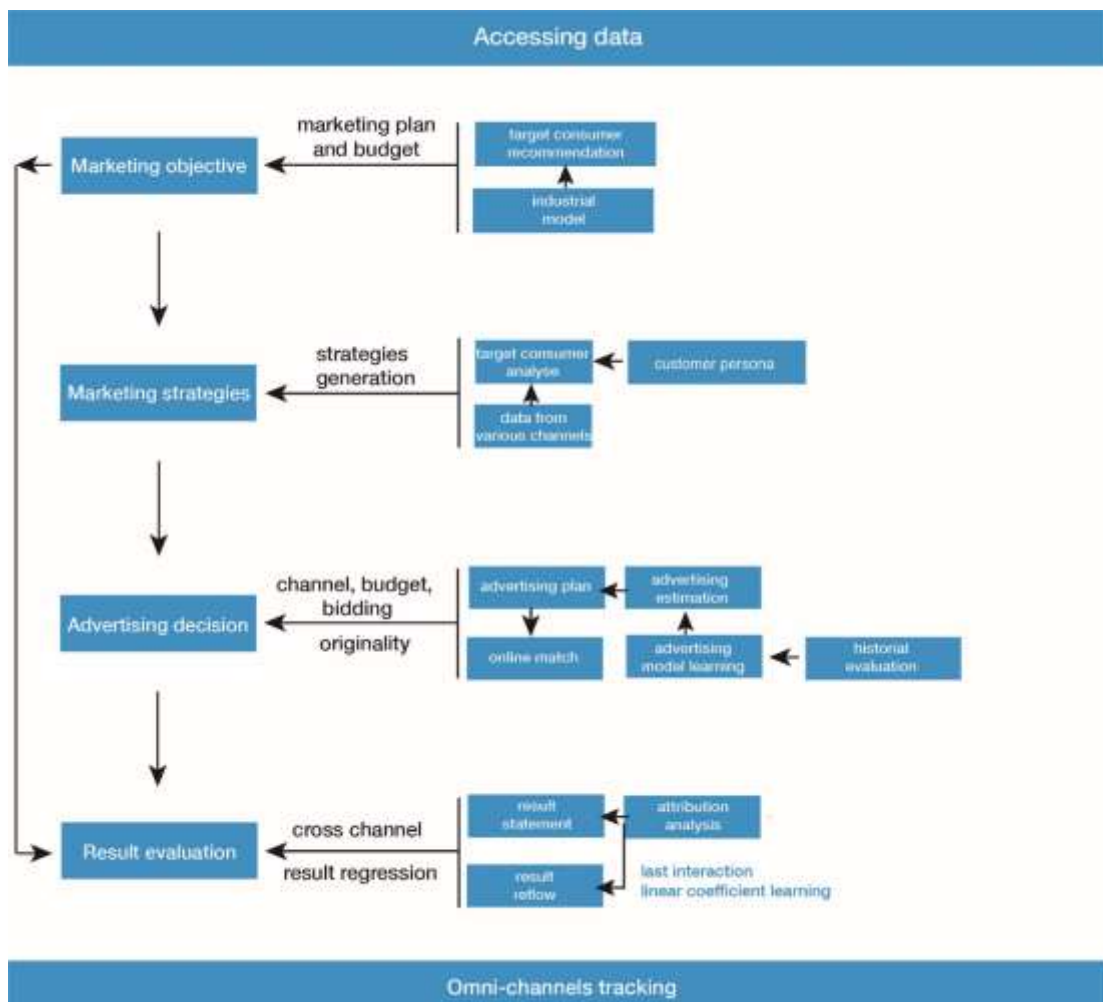 Accessing data
marketing plan
and budget
target consumer
recommendation
Marketing objective
industrial
model
strategies
generation
target consumer
analyse
customer persona
Marketing strategies
data from
various channels
channel, budget,
bidding
advertising plan
advertising
estimation
Advertising decision
originality
online match
advertising
model learning
historial
evaluation
cross channel
result
statement
attribution
analysis
Result evaluation
result regression
result
reflow
last interaction
linear coefficient learning
Omni-channels tracking